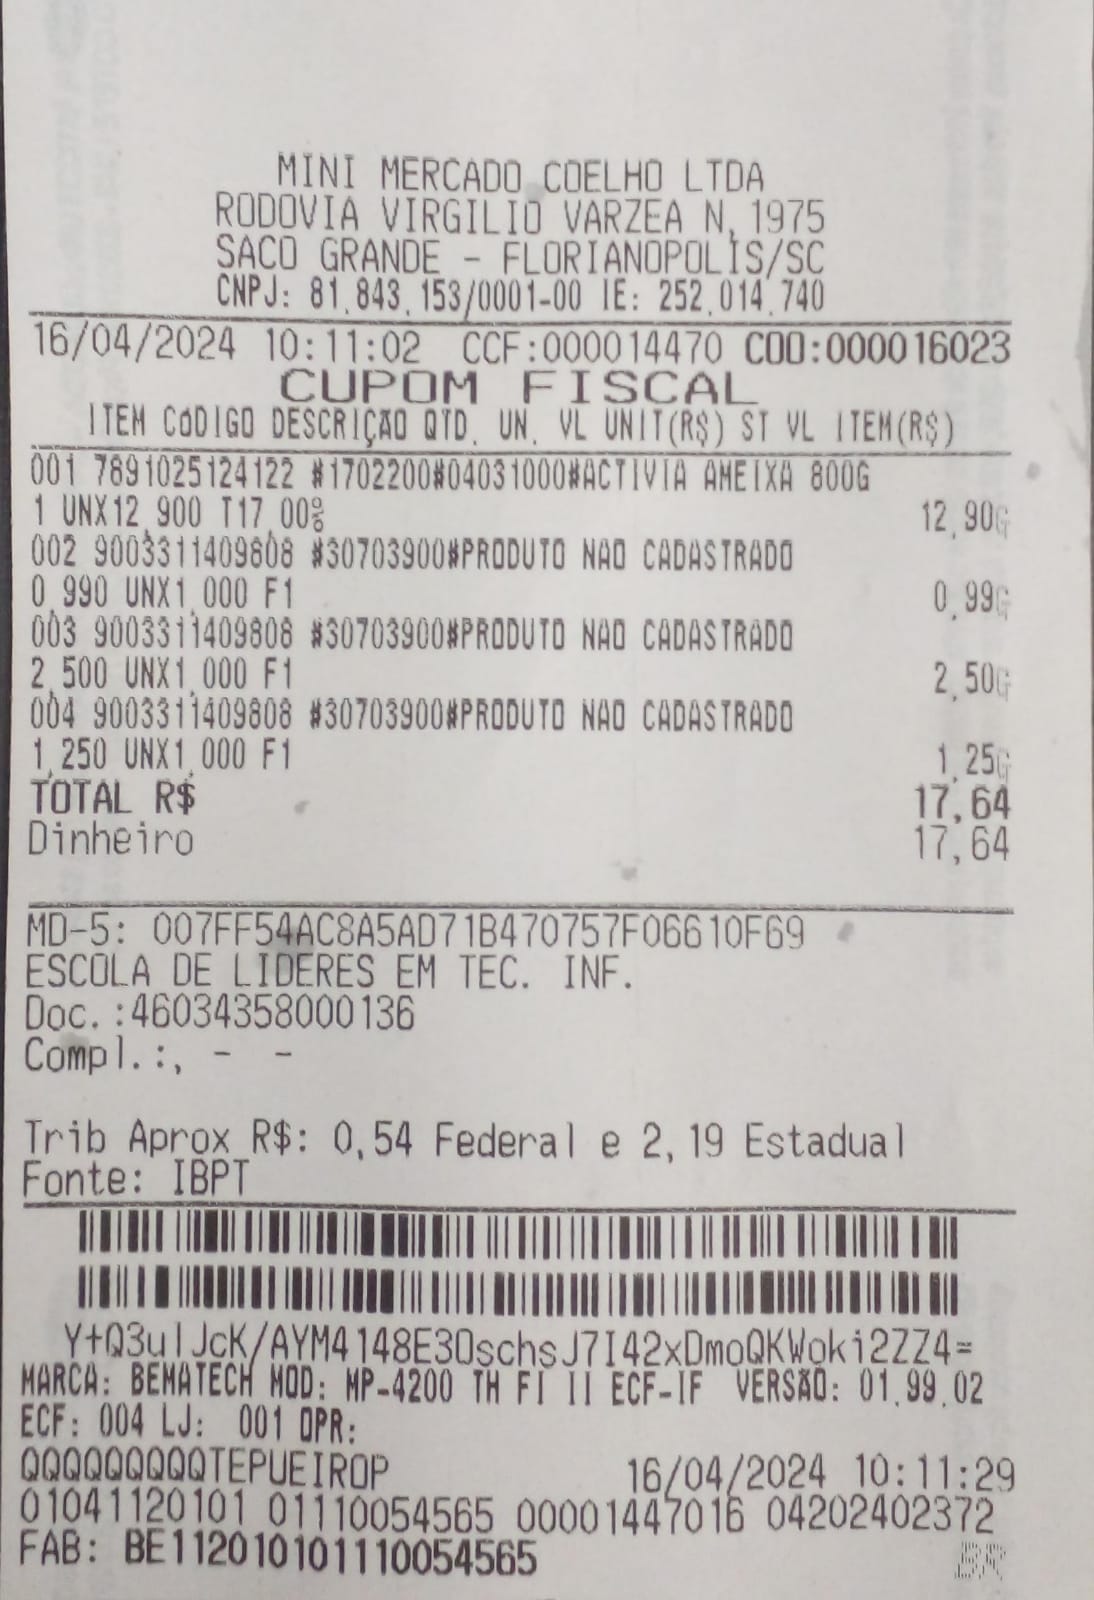 MINI MERCADO COELHO LTDA
RODOVIA VIRGILIO VARZEA N, 1975
SACO GRANDE - FLORIANOPOLIS/SC
CNPJ: 81.843.153/0001-00 IE: 252.014.740
16/04/2024 10:11:02 CCF:000014470 COO:000016023
CUPOM FISCAL
ITEM CÓDIGO DESCRIÇÃO QTD. UN. VL UNIT(R$) ST VL ITEM(R$)
001 7891025124122 #1702200#04031000#ACTIVIA AMEIXA 800G
1 UNX12,900 T17,00% 12,90G
002 9003311409808 #30703900#PRODUTO NAO CADASTRADO
0,990 UNX1,000 F1 0,99G
003 9003311409808 #30703900#PRODUTO NAO CADASTRADO
2,500 UNX1,000 F1 2,50G
004 9003311409808 #30703900#PRODUTO NAO CADASTRADO
1,250 UNX1,000 F1 1,25G
TOTAL R$ 17,64
Dinheiro 17,64
MD-5: 007FF54AC8A5AD71B470757F06610F69
ESCOLA DE LIDERES EM TEC. INF.
Doc.:46034358000136
Compl.:, - -
Trib Aprox R$: 0,54 Federal e 2,19 Estadual
Fonte: IBPT
Y+Q3ulJcK/AYM4148E3OschsJ7I42xDmoQKWoki2ZZ4=
MARCA: BEMATECH MOD: MP-4200 TH FI II ECF-IF VERSÃO: 01.99.02
ECF: 004 LJ: 001 OPR:
QQQQQQQQQTEPUEIROP 16/04/2024 10:11:29
01041120101 01110054565 00001447016 04202402372
FAB: BE112010101110054565 BR